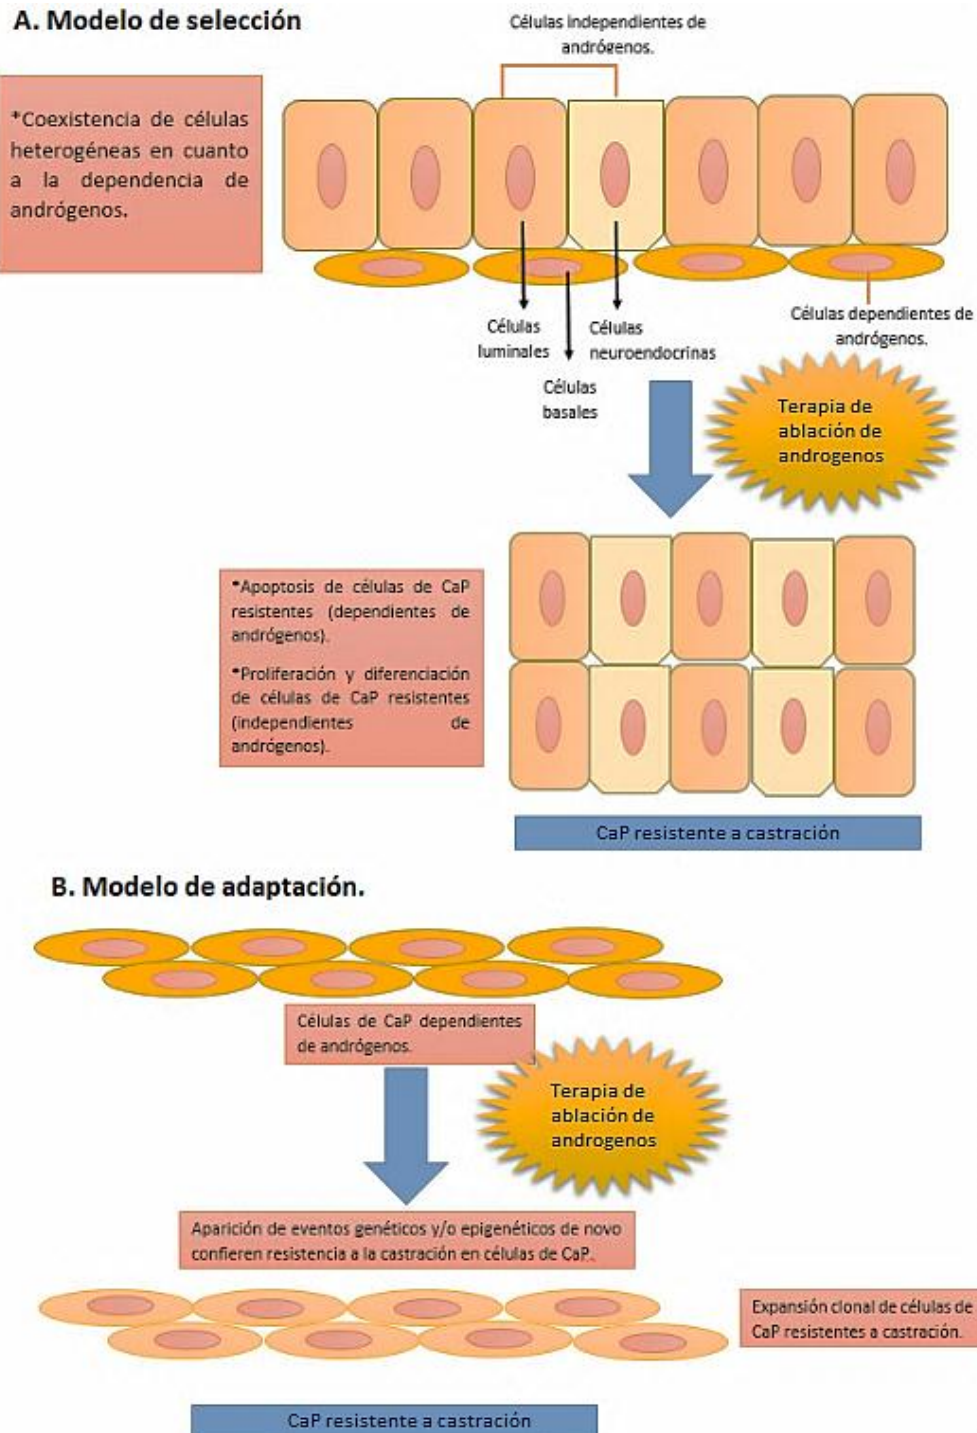 A. Modelo de selección
Células independientes de
andrógenos.
*Coexistencia de células
heterogéneas en cuanto
a la dependencia de
andrógenos.
Células
luminales
Células
neuroendocrinas
Células
basales
Células dependientes de
andrógenos.
Terapia de
ablación de
androgenos
*Apoptosis de células de CaP
resistentes (dependientes de
andrógenos).
*Proliferación y diferenciación
de células de CaP resistentes
(independientes de
andrógenos).
CaP resistente a castración
B. Modelo de adaptación.
Células de CaP dependientes
de andrógenos.
Terapia de
ablación de
androgenos
Aparición de eventos genéticos y/o epigenéticos de novo
confieren resistencia a la castración en células de CaP..
Expansión clonal de células de
CaP resistentes a castración.
CaP resistente a castración